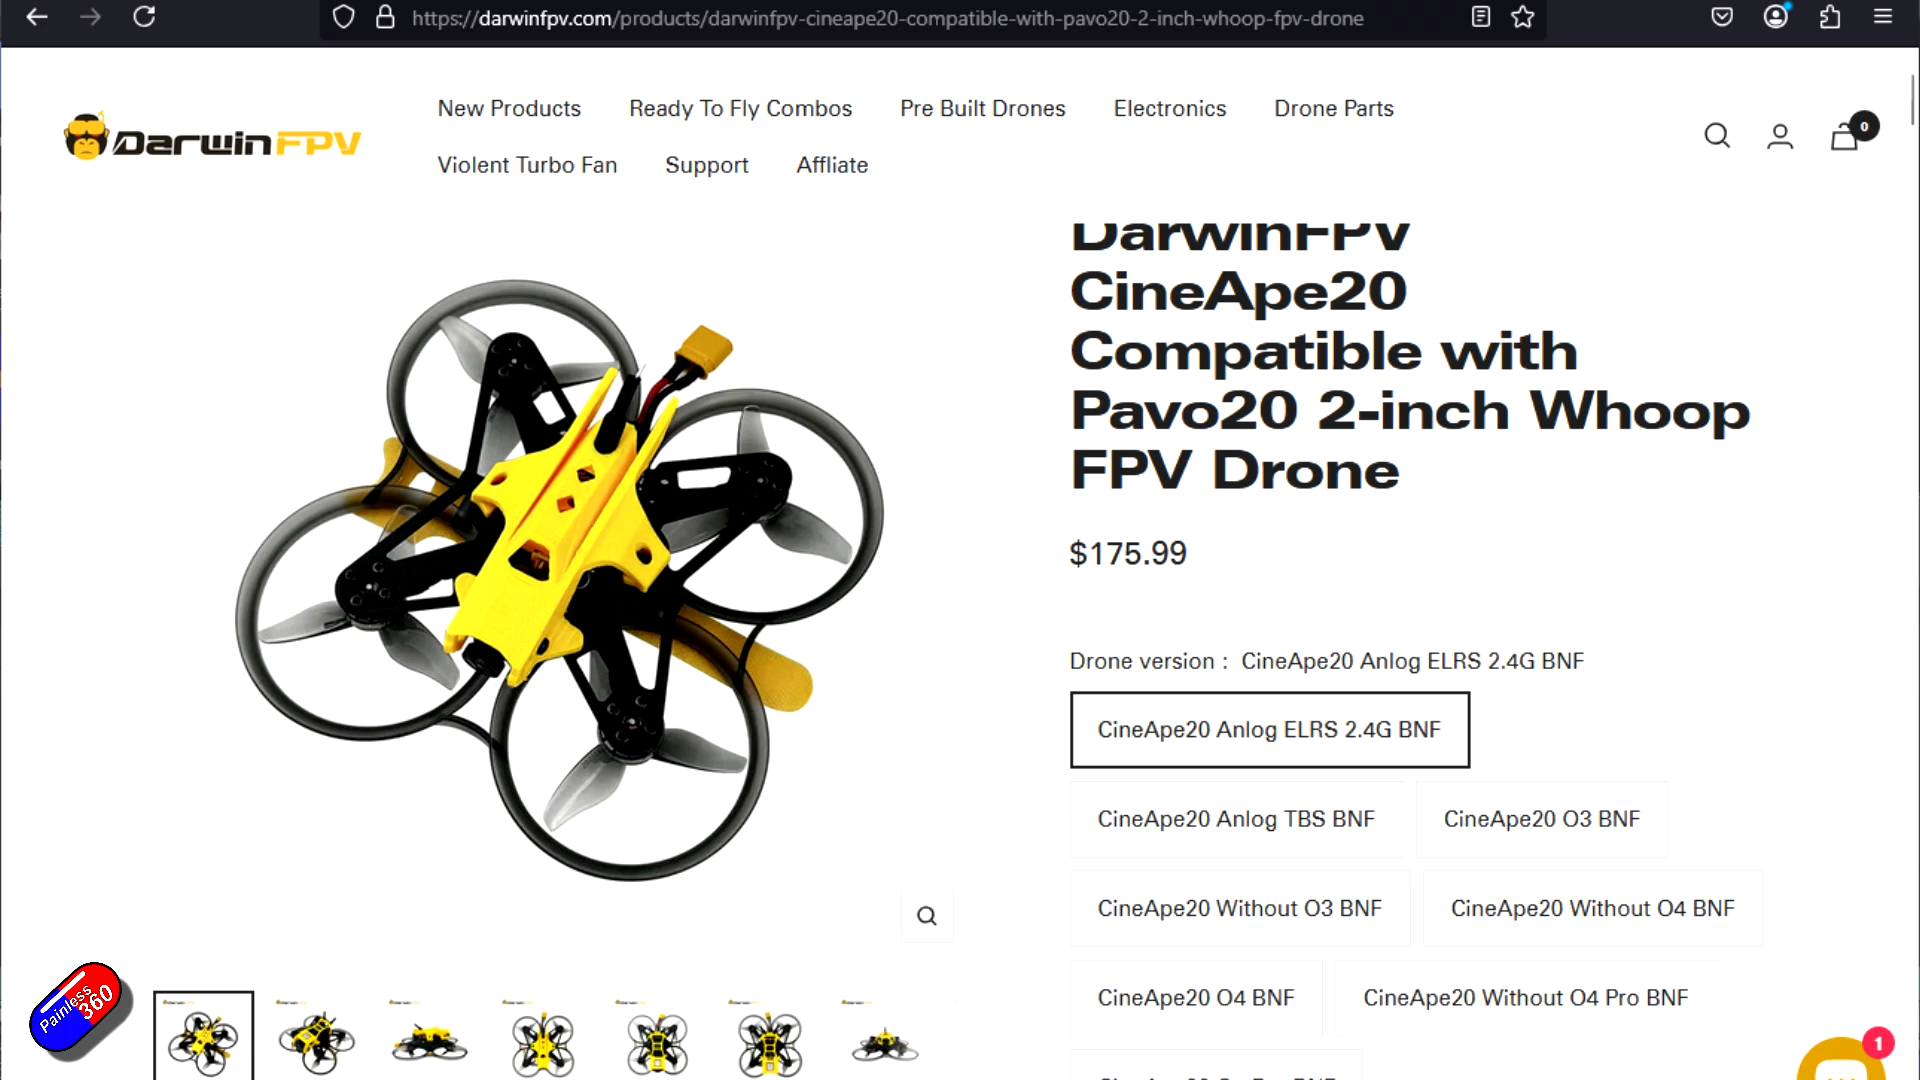 https://darwinfpv.com/products/darwinfpv-cineape20-compatible-with-pavo20-2-inch-whoop-fpv-drone
DarwinFPV
New Products
Ready To Fly Combos
Pre Built Drones
Electronics
Drone Parts
Violent Turbo Fan
Support
Affliate
0
DarwinFPV
CineApe20
Compatible with
Pavo20 2-inch Whoop
FPV Drone
$175.99
Drone version : CineApe20 Anlog ELRS 2.4G BNF
CineApe20 Anlog ELRS 2.4G BNF
CineApe20 Anlog TBS BNF
CineApe20 O3 BNF
CineApe20 Without O3 BNF
CineApe20 Without O4 BNF
CineApe20 O4 BNF
CineApe20 Without O4 Pro BNF
Painless
360
1